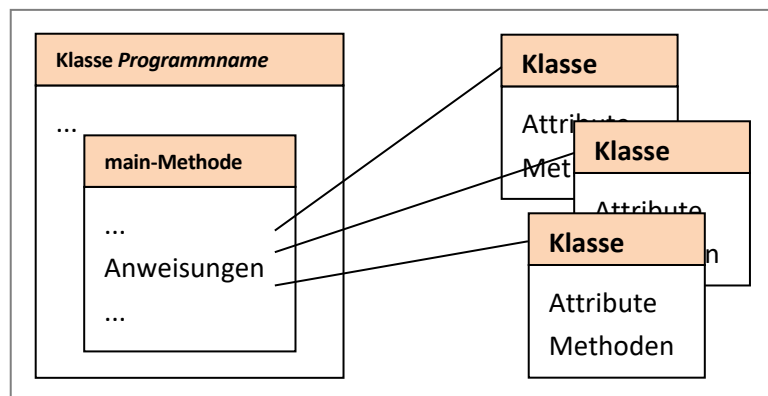 Klasse Programmname
...
main-Methode
...
Anweisungen
...
Klasse
Klasse
Klasse
Attribute
Methoden